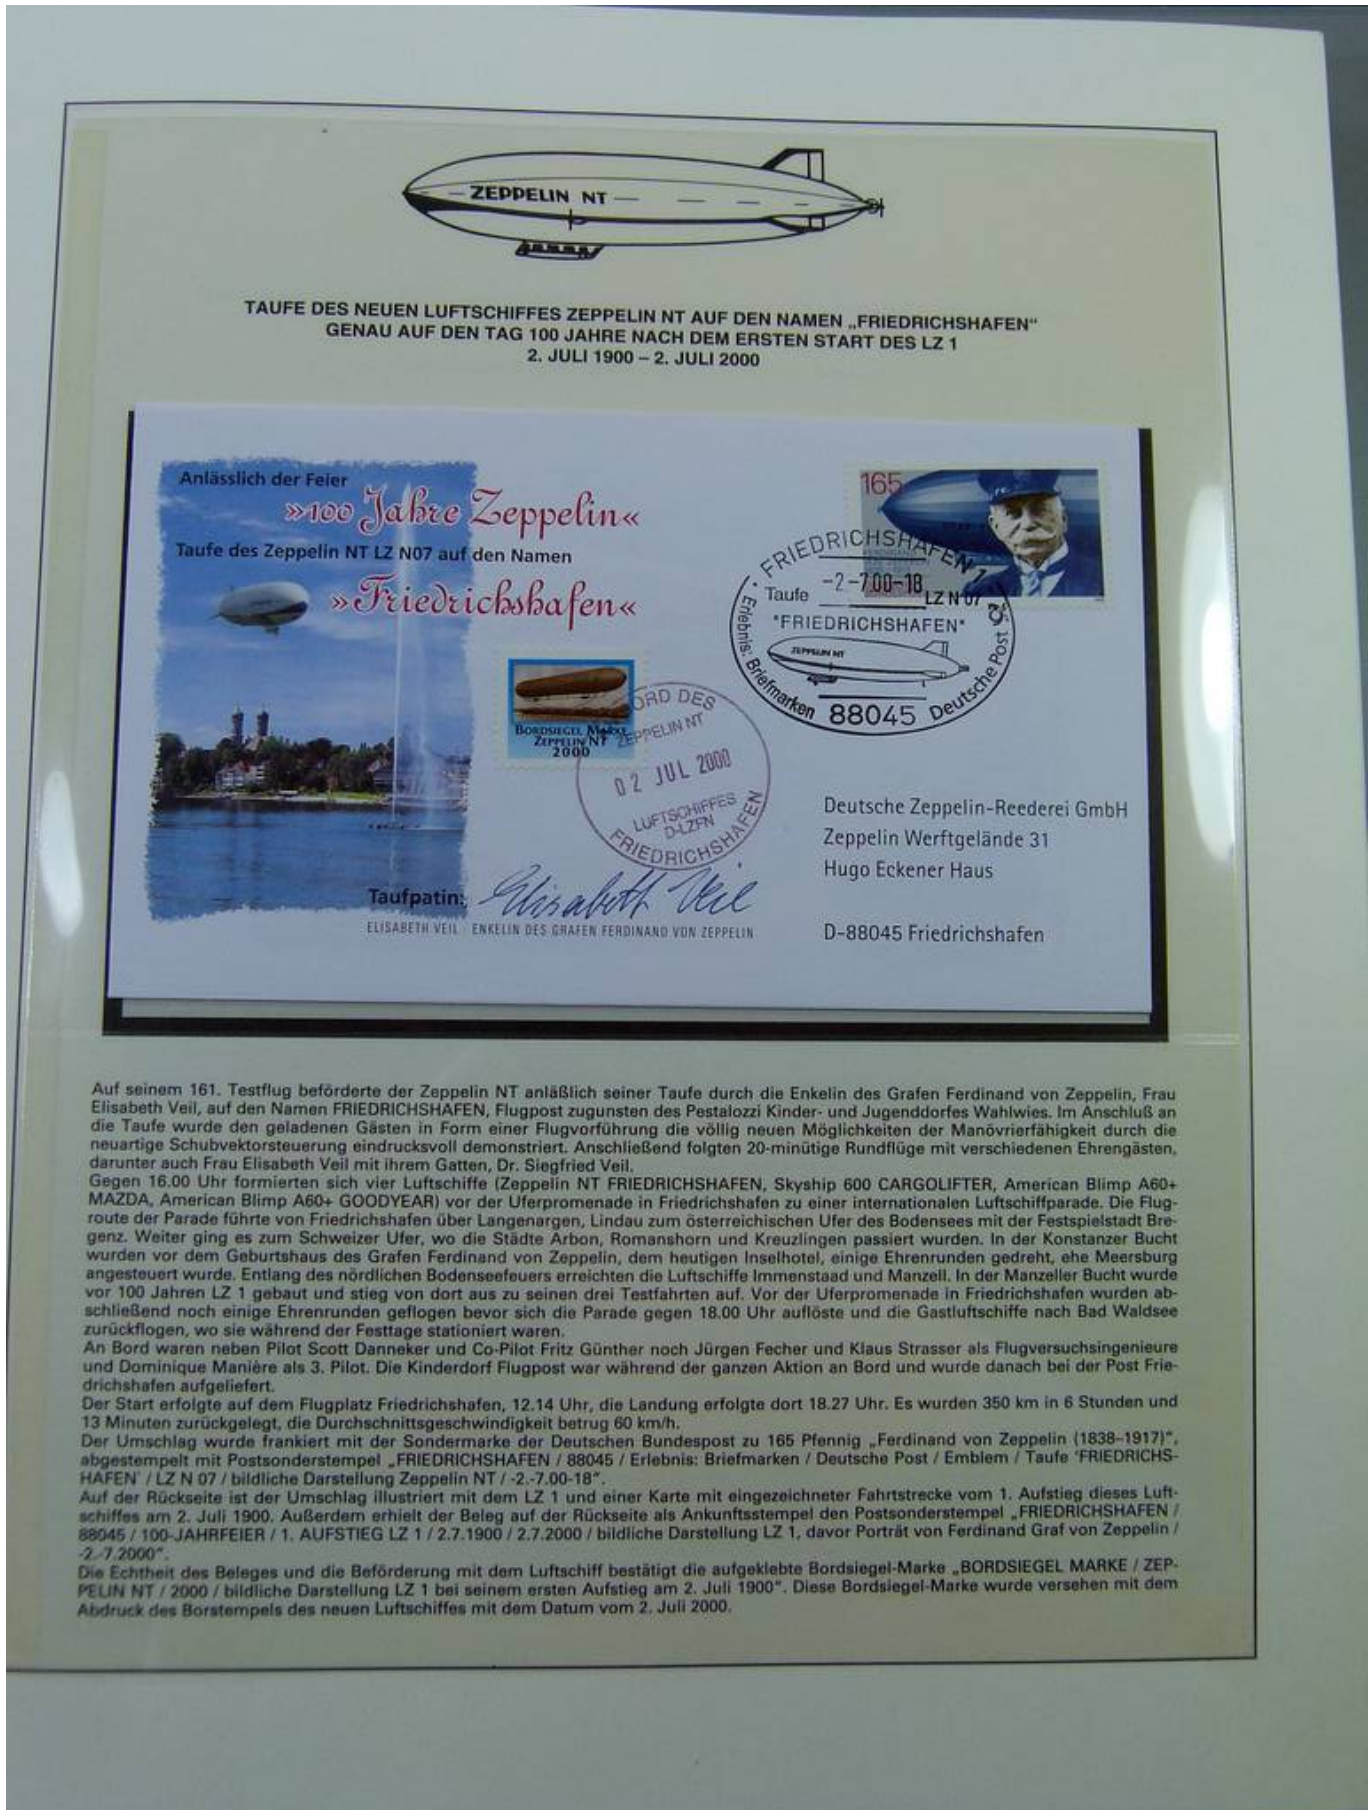 ZEPPELIN NT
TAUFE DES NEUEN LUFTSCHIFFES ZEPPELIN NT AUF DEN NAMEN „FRIEDRICHSHAFEN“
GENAU AUF DEN TAG 100 JAHRE NACH DEM ERSTEN START DES LZ 1
2. JULI 1900 – 2. JULI 2000
Anlässlich der Feier
»100 Jahre Zeppelin«
Taufe des Zeppelin NT LZ N07 auf den Namen
»Friedrichshafen«
165
FRIEDRICHSHAFEN 1
Taufe -2-7.00-18 LZ N 07
"FRIEDRICHSHAFEN"
ZEPPELIN NT
Erlebnis: Briefmarken 88045 Deutsche Post
BORDSIEGEL MARKE
ZEPPELIN NT
2000
ORD DES
ZEPPELIN NT
02 JUL 2000
LUFTSCHIFFES
D-LZFN
FRIEDRICHSHAFEN
Deutsche Zeppelin-Reederei GmbH
Zeppelin Werftgelände 31
Hugo Eckener Haus
D-88045 Friedrichshafen
Taufpatin: Elisabeth Veil
ELISABETH VEIL · ENKELIN DES GRAFEN FERDINAND VON ZEPPELIN
Auf seinem 161. Testflug beförderte der Zeppelin NT anläßlich seiner Taufe durch die Enkelin des Grafen Ferdinand von Zeppelin, Frau
Elisabeth Veil, auf den Namen FRIEDRICHSHAFEN, Flugpost zugunsten des Pestalozzi Kinder- und Jugenddorfes Wahlwies. Im Anschluß an
die Taufe wurde den geladenen Gästen in Form einer Flugvorführung die völlig neuen Möglichkeiten der Manövrierfähigkeit durch die
neuartige Schubvektorsteuerung eindrucksvoll demonstriert. Anschließend folgten 20-minütige Rundflüge mit verschiedenen Ehrengästen,
darunter auch Frau Elisabeth Veil mit ihrem Gatten, Dr. Siegfried Veil.
Gegen 16.00 Uhr formierten sich vier Luftschiffe (Zeppelin NT FRIEDRICHSHAFEN, Skyship 600 CARGOLIFTER, American Blimp A60+
MAZDA, American Blimp A60+ GOODYEAR) vor der Uferpromenade in Friedrichshafen zu einer internationalen Luftschiffparade. Die Flug-
route der Parade führte von Friedrichshafen über Langenargen, Lindau zum österreichischen Ufer des Bodensees mit der Festspielstadt Bre-
genz. Weiter ging es zum Schweizer Ufer, wo die Städte Arbon, Romanshorn und Kreuzlingen passiert wurden. In der Konstanzer Bucht
wurden vor dem Geburtshaus des Grafen Ferdinand von Zeppelin, dem heutigen Inselhotel, einige Ehrenrunden gedreht, ehe Meersburg
angesteuert wurde. Entlang des nördlichen Bodenseefeuers erreichten die Luftschiffe Immenstaad und Manzell. In der Manzeller Bucht wurde
vor 100 Jahren LZ 1 gebaut und stieg von dort aus zu seinen drei Testfahrten auf. Vor der Uferpromenade in Friedrichshafen wurden ab-
schließend noch einige Ehrenrunden geflogen bevor sich die Parade gegen 18.00 Uhr auflöste und die Gastluftschiffe nach Bad Waldsee
zurückflogen, wo sie während der Festtage stationiert waren.
An Bord waren neben Pilot Scott Danneker und Co-Pilot Fritz Günther noch Jürgen Fecher und Klaus Strasser als Flugversuchsingenieure
und Dominique Manière als 3. Pilot. Die Kinderdorf Flugpost war während der ganzen Aktion an Bord und wurde danach bei der Post Frie-
drichshafen aufgeliefert.
Der Start erfolgte auf dem Flugplatz Friedrichshafen, 12.14 Uhr, die Landung erfolgte dort 18.27 Uhr. Es wurden 350 km in 6 Stunden und
13 Minuten zurückgelegt, die Durchschnittsgeschwindigkeit betrug 60 km/h.
Der Umschlag wurde frankiert mit der Sondermarke der Deutschen Bundespost zu 165 Pfennig „Ferdinand von Zeppelin (1838–1917)“,
abgestempelt mit Postsonderstempel „FRIEDRICHSHAFEN / 88045 / Erlebnis: Briefmarken / Deutsche Post / Emblem / Taufe 'FRIEDRICHS-
HAFEN' / LZ N 07 / bildliche Darstellung Zeppelin NT / -2.-7.00-18“.
Auf der Rückseite ist der Umschlag illustriert mit dem LZ 1 und einer Karte mit eingezeichneter Fahrtstrecke vom 1. Aufstieg dieses Luft-
schiffes am 2. Juli 1900. Außerdem erhielt der Beleg auf der Rückseite als Ankunftsstempel den Postsonderstempel „FRIEDRICHSHAFEN /
88045 / 100-JAHRFEIER / 1. AUFSTIEG LZ 1 / 2.7.1900 / 2.7.2000 / bildliche Darstellung LZ 1, davor Porträt von Ferdinand Graf von Zeppelin /
-2.-7.2000“.
Die Echtheit des Beleges und die Beförderung mit dem Luftschiff bestätigt die aufgeklebte Bordsiegel-Marke „BORDSIEGEL MARKE / ZEP-
PELIN NT / 2000 / bildliche Darstellung LZ 1 bei seinem ersten Aufstieg am 2. Juli 1900“. Diese Bordsiegel-Marke wurde versehen mit dem
Abdruck des Borstempels des neuen Luftschiffes mit dem Datum vom 2. Juli 2000.